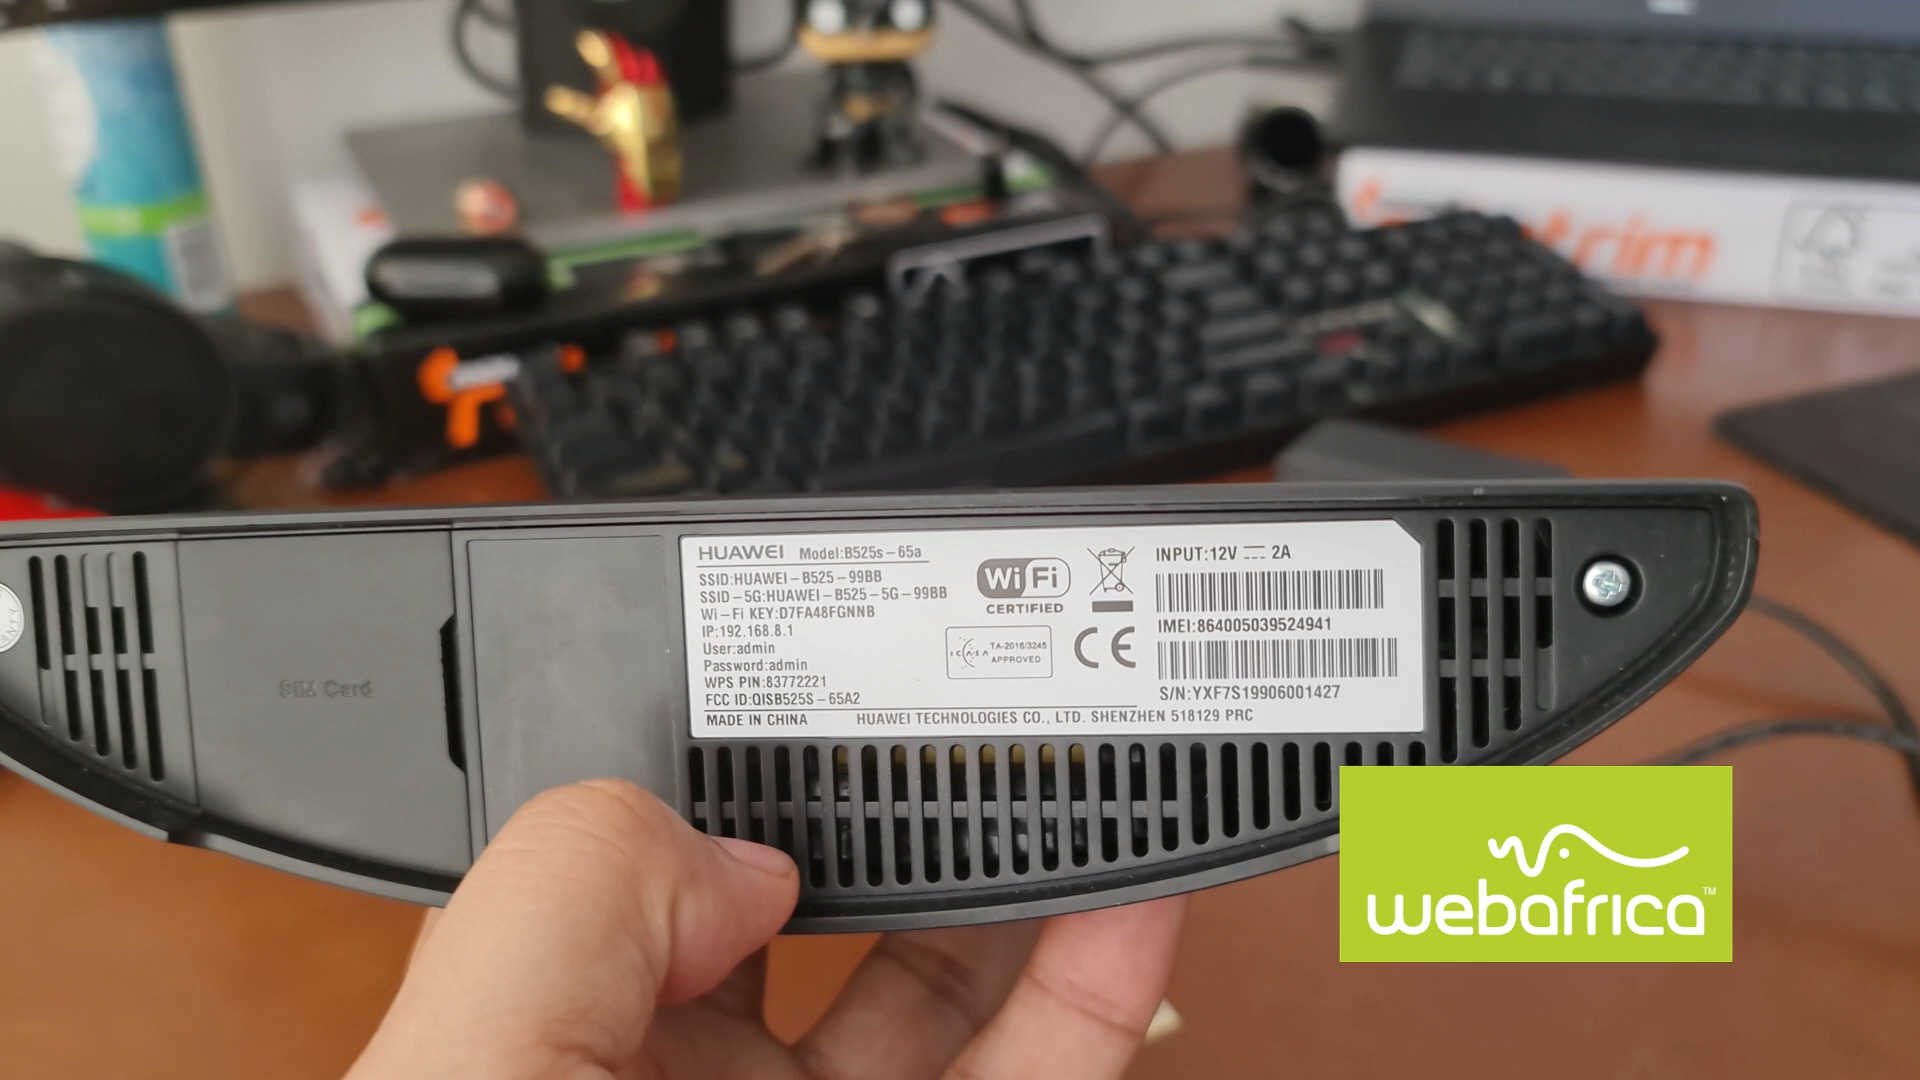 HUAWEI Model:B525s-65a
SSID:HUAWEI-B525-99BB
SSID-5G:HUAWEI-B525-5G-99BB
Wi-Fi KEY:D7FA48FGNNB
IP:192.168.8.1
User:admin
Password:admin
WPS PIN:83772221
FCC ID:QISB525S-65A2
MADE IN CHINA HUAWEI TECHNOLOGIES CO., LTD. SHENZHEN 518129 PRC
WiFi
CERTIFIED
ICASA TA-2016/3245
APPROVED
CE
INPUT:12V ⎓ 2A
IMEI:864005039524941
S/N:YXF7S19906001427
SIM Card
webafrica™